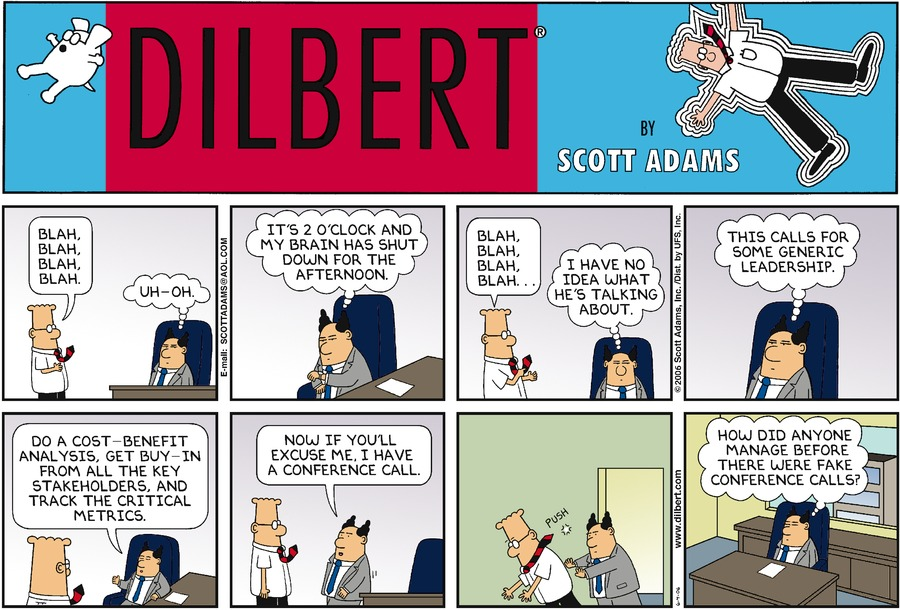 DILBERT®
BY
SCOTT ADAMS
BLAH,
BLAH,
BLAH,
BLAH.
UH-OH.
E-mail: SCOTTADAMS@AOL.COM
IT'S 2 O'CLOCK AND
MY BRAIN HAS SHUT
DOWN FOR THE
AFTERNOON.
BLAH,
BLAH,
BLAH,
BLAH...
I HAVE NO
IDEA WHAT
HE'S TALKING
ABOUT.
© 2006 Scott Adams, Inc./Dist. by UFS, Inc.
THIS CALLS FOR
SOME GENERIC
LEADERSHIP.
DO A COST-BENEFIT
ANALYSIS, GET BUY-IN
FROM ALL THE KEY
STAKEHOLDERS, AND
TRACK THE CRITICAL
METRICS.
NOW IF YOU'LL
EXCUSE ME, I HAVE
A CONFERENCE CALL.
PUSH
www.dilbert.com
6-4-06
HOW DID ANYONE
MANAGE BEFORE
THERE WERE FAKE
CONFERENCE CALLS?